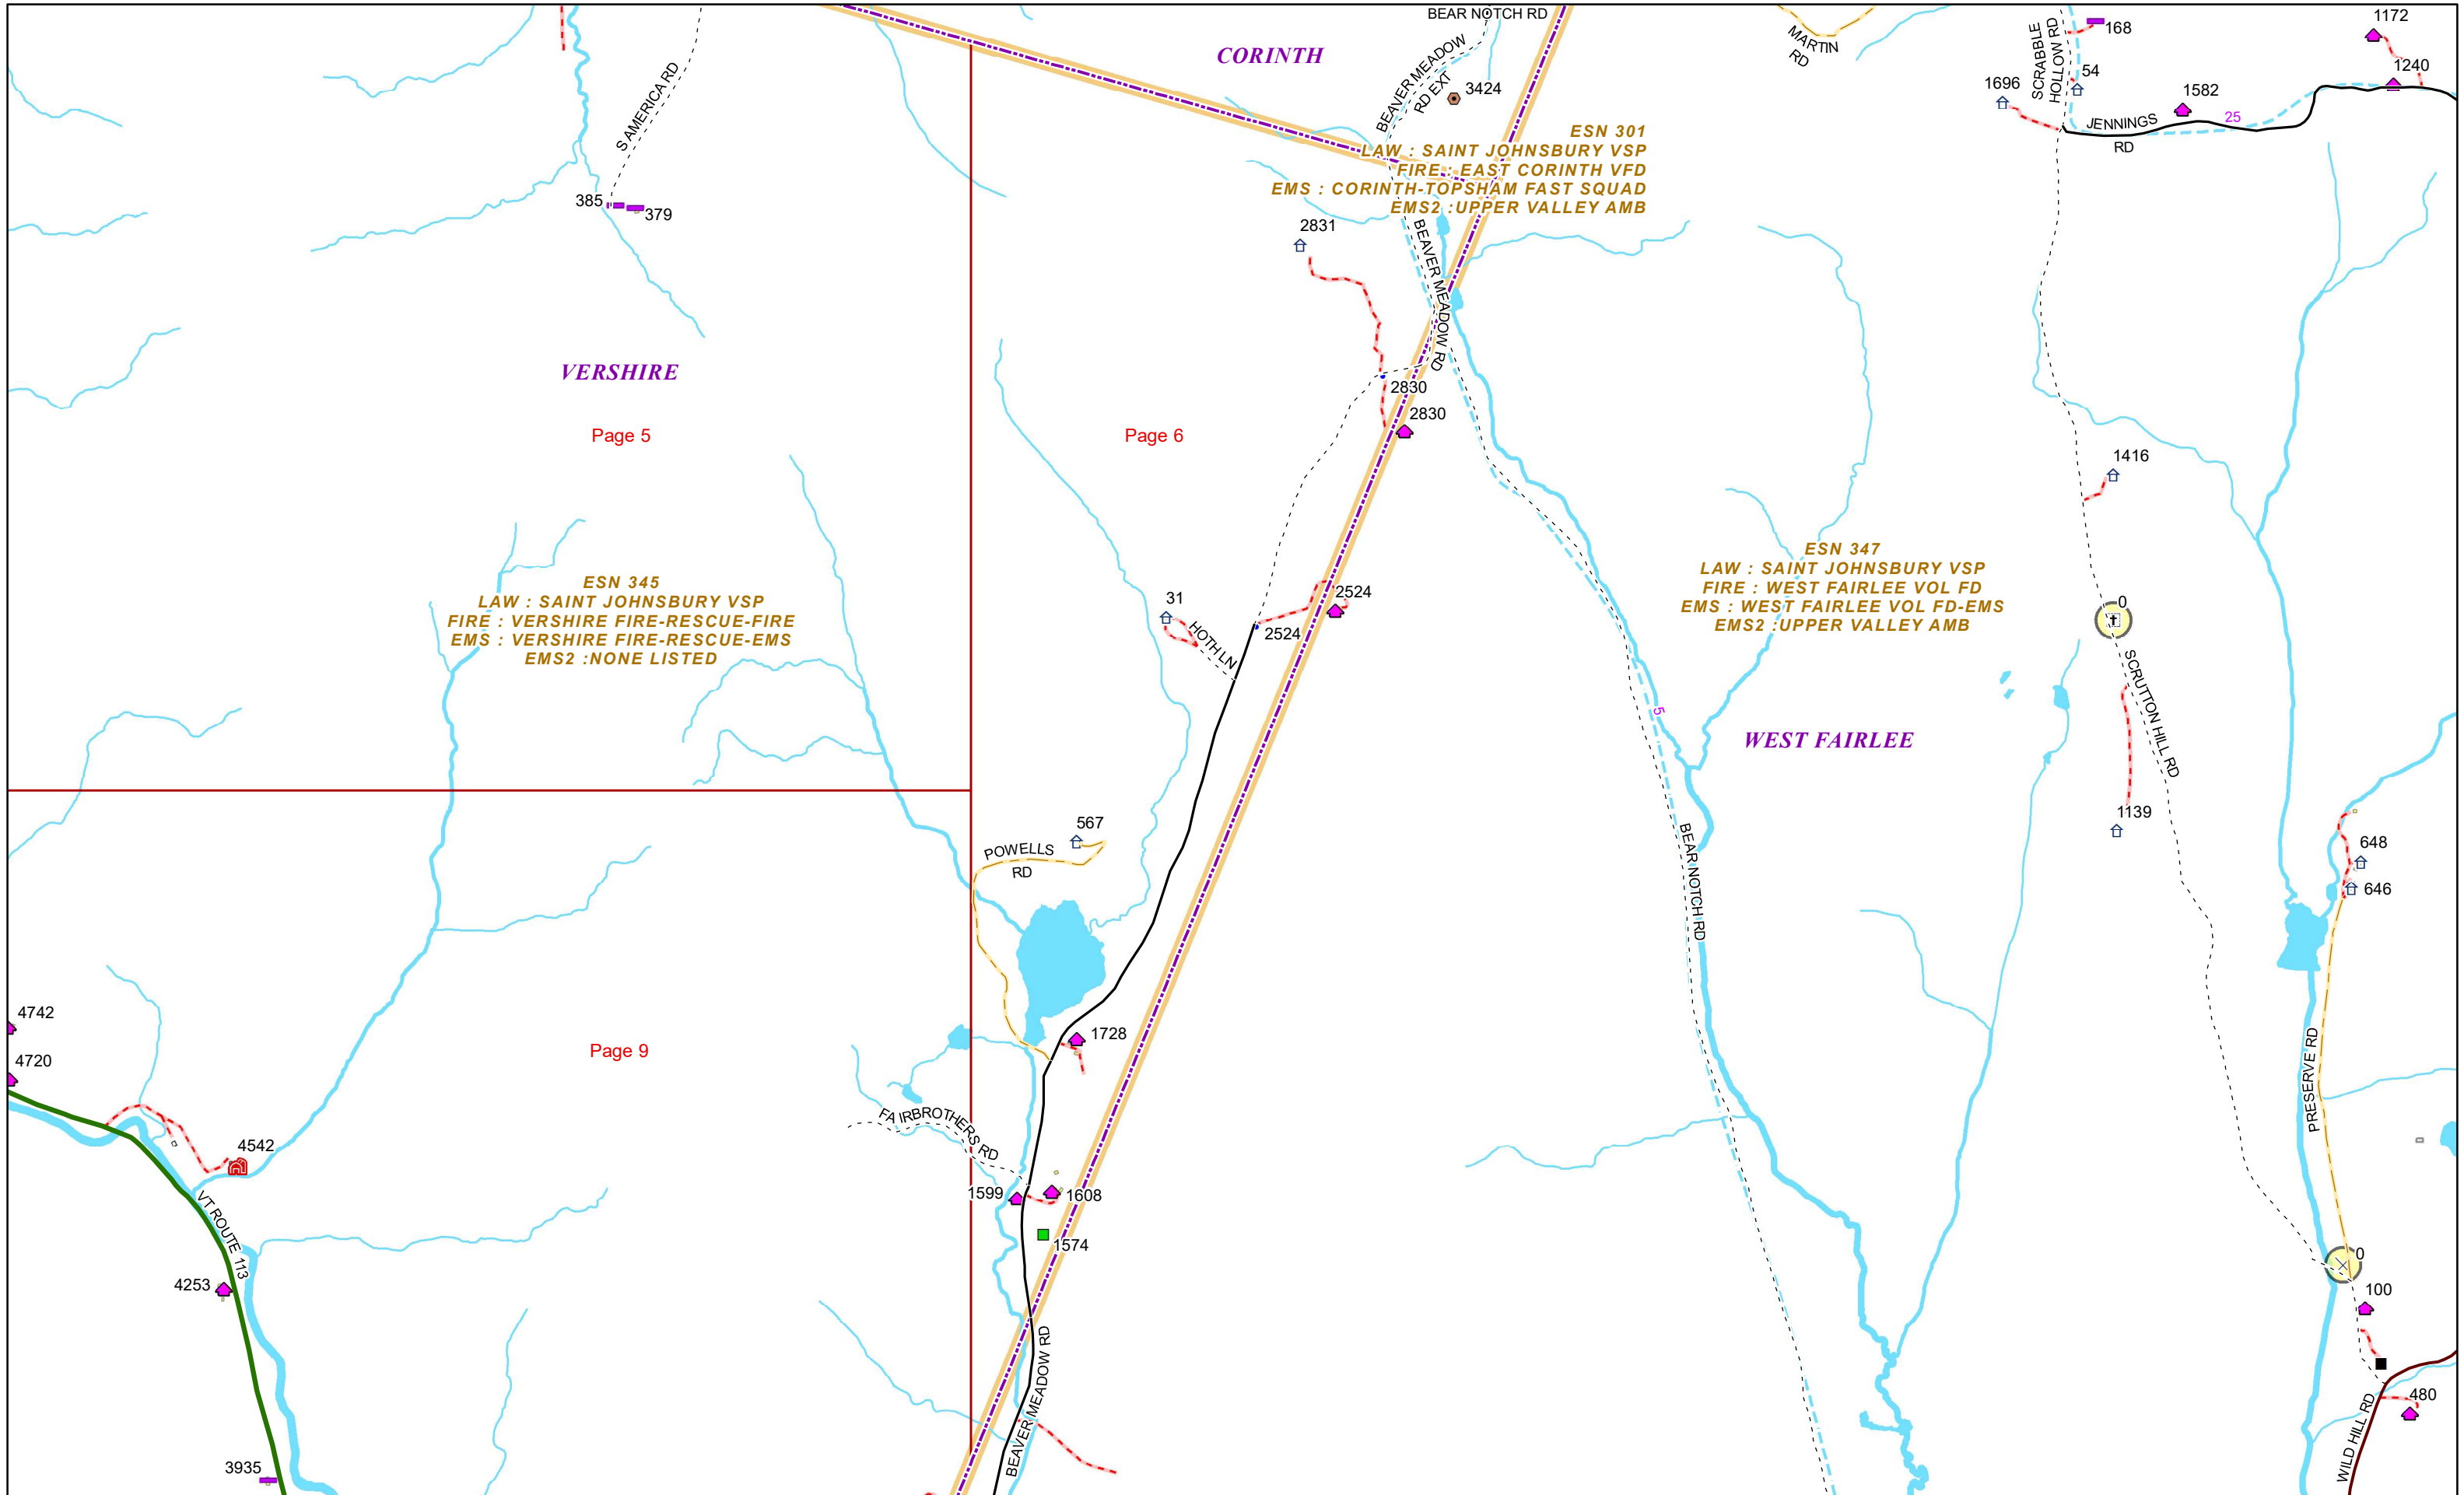 BEAR NOTCH RD
CORINTH
BEAVER MEADOW
RD EXT
3424
MARTIN
RD
SCRABBLE
HOLLOW RD
168
1172
54
1240
1696
1582
JENNINGS
RD
25
S AMERICA RD
385
379
ESN 301
LAW : SAINT JOHNSBURY VSP
FIRE : EAST CORINTH VFD
EMS : CORINTH-TOPSHAM FAST SQUAD
EMS2 :UPPER VALLEY AMB
2831
BEAVER MEADOW RD
VERSHIRE
Page 5
Page 6
2830
2830
1416
ESN 345
LAW : SAINT JOHNSBURY VSP
FIRE : VERSHIRE FIRE-RESCUE-FIRE
EMS : VERSHIRE FIRE-RESCUE-EMS
EMS2 :NONE LISTED
31
HOTH LN
2524
2524
ESN 347
LAW : SAINT JOHNSBURY VSP
FIRE : WEST FAIRLEE VOL FD
EMS : WEST FAIRLEE VOL FD-EMS
EMS2 :UPPER VALLEY AMB
0
SCRUTTON HILL RD
5
WEST FAIRLEE
1139
567
POWELLS
RD
BEAR NOTCH RD
648
646
4742
4720
Page 9
1728
PRESERVE RD
FAIRBROTHERS RD
4542
1599
1608
1574
VT ROUTE 113
4253
0
100
BEAVER MEADOW RD
480
WILD HILL RD
3935